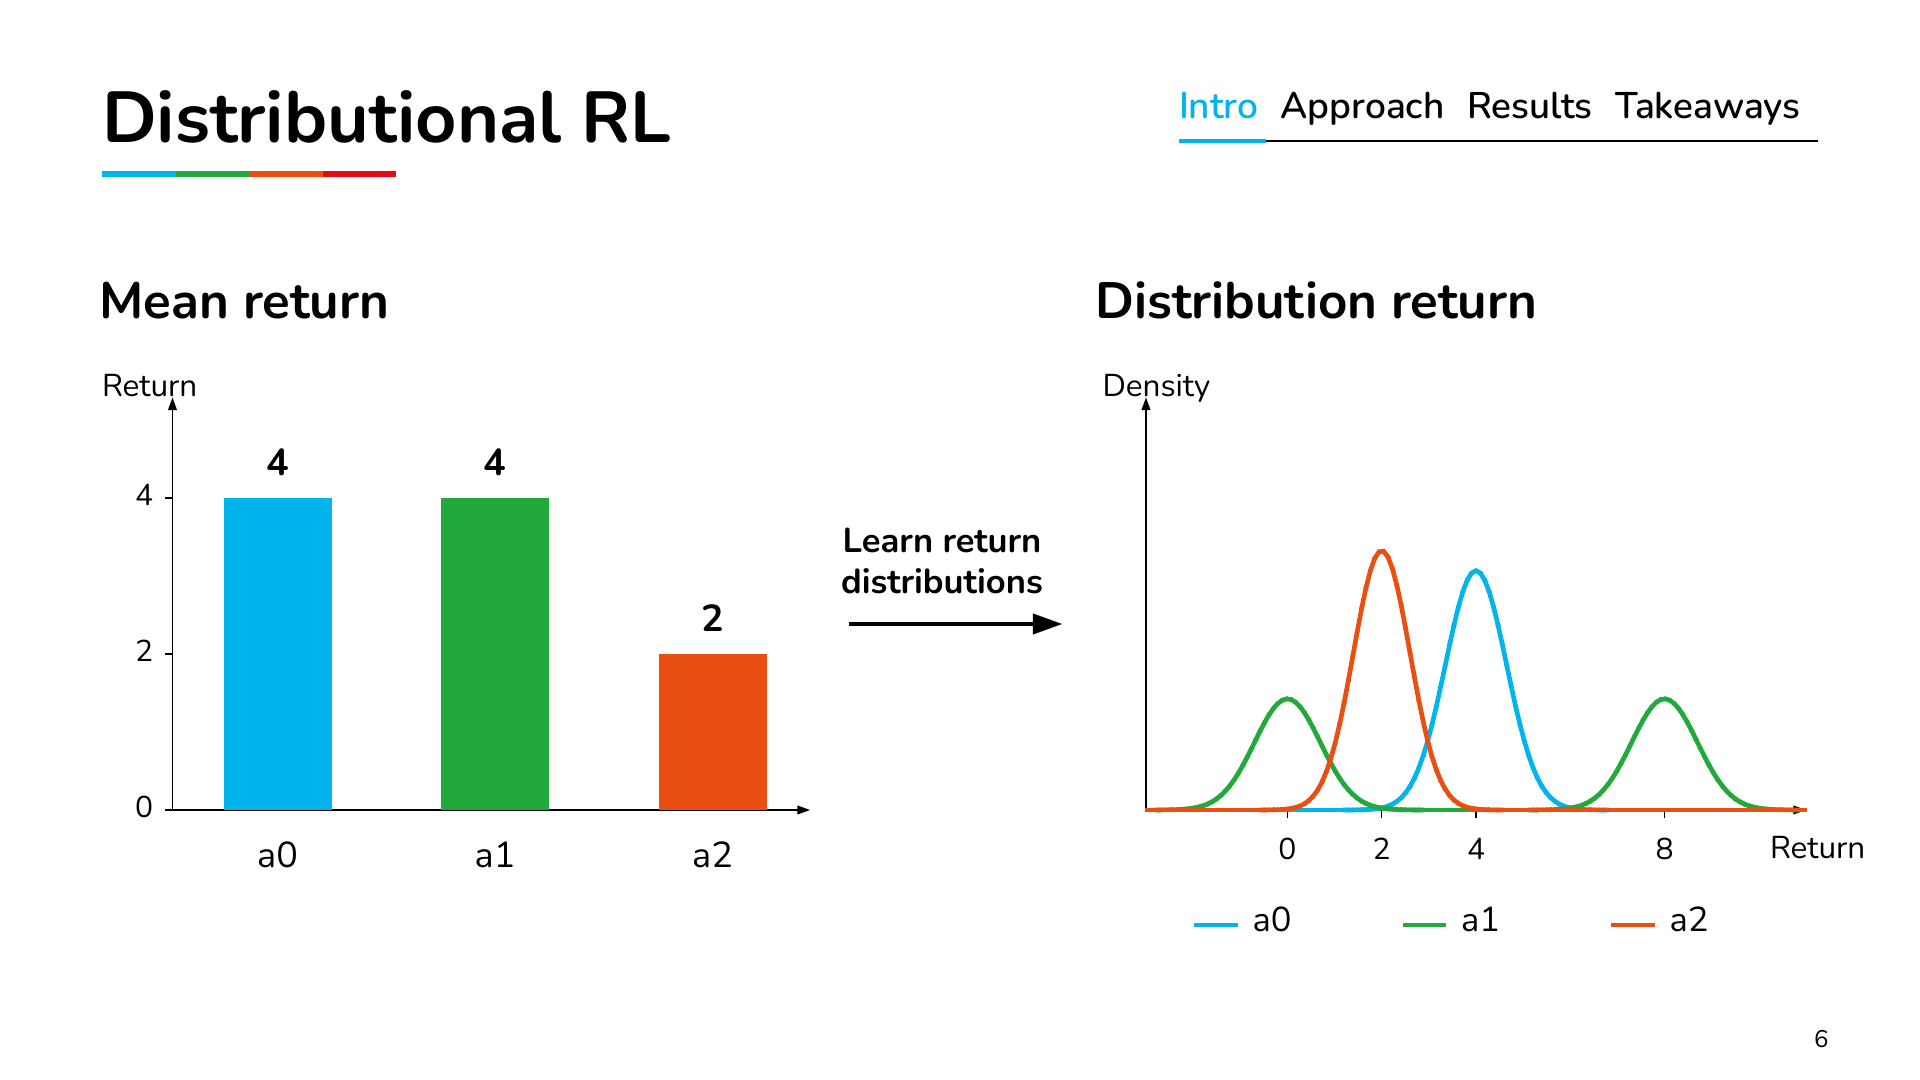 Distributional RL
Intro Approach Results Takeaways
Mean return
Return
4
2
0
4
4
2
a0
a1
a2
Learn return
distributions
Distribution return
Density
0
2
4
8
Return
a0
a1
a2
6